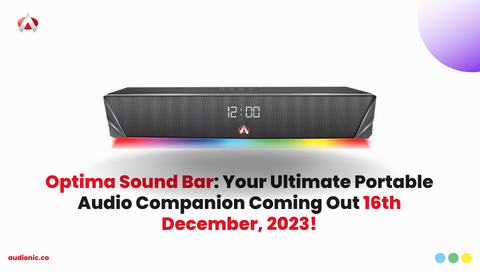 12:00
Optima Sound Bar: Your Ultimate Portable
Audio Companion Coming Out 16th
December, 2023!
audionic.co